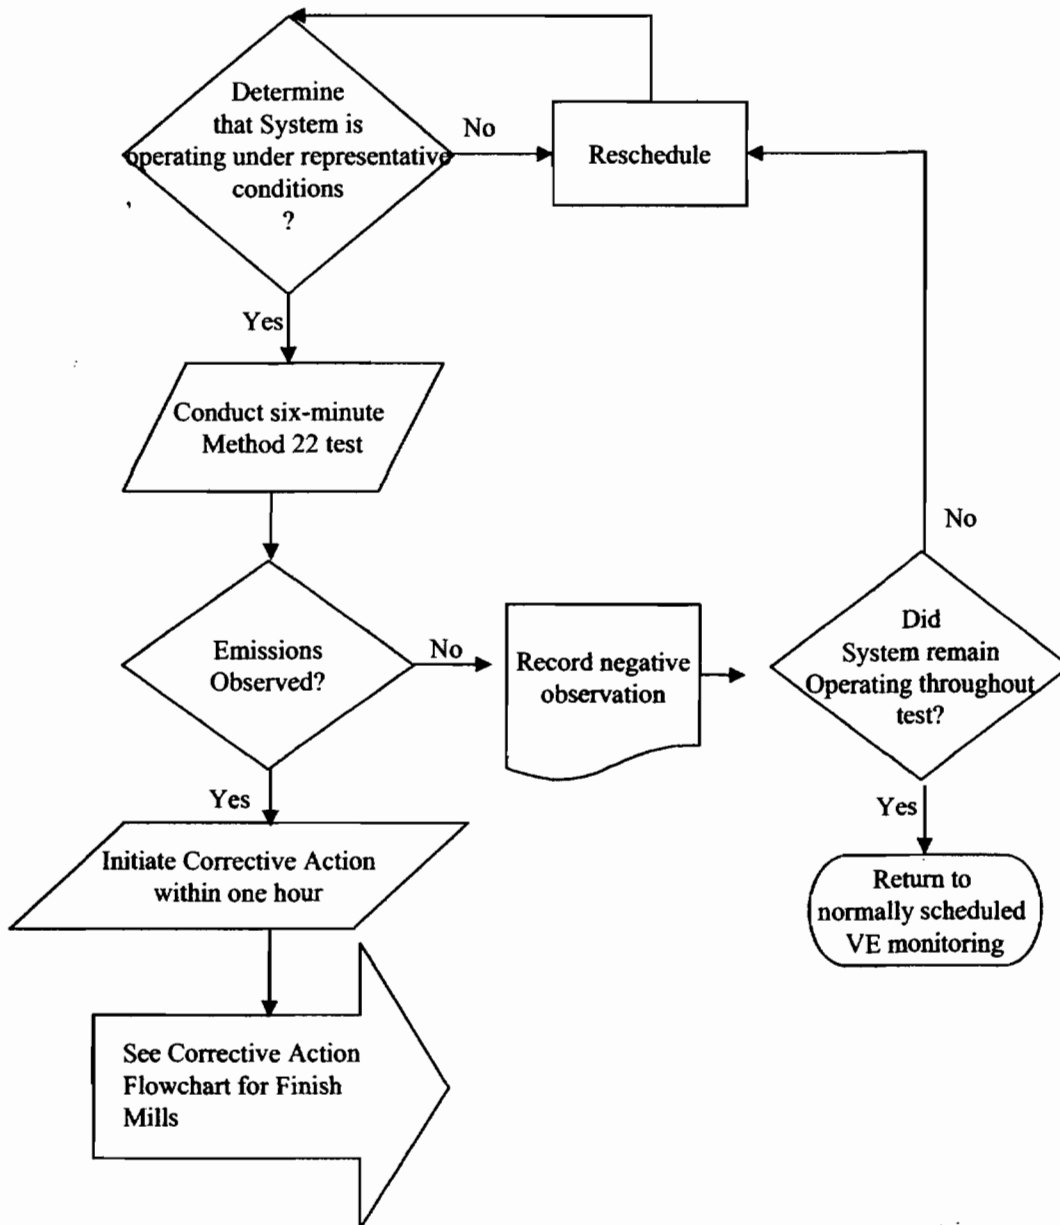 Determine
that System is
operating under representative
conditions
?
No
Reschedule
Yes
Conduct six-minute
Method 22 test
No
Emissions
Observed?
No
Record negative
observation
Did
System remain
Operating throughout
test?
Yes
Yes
Initiate Corrective Action
within one hour
Return to
normally scheduled
VE monitoring
See Corrective Action
Flowchart for Finish
Mills